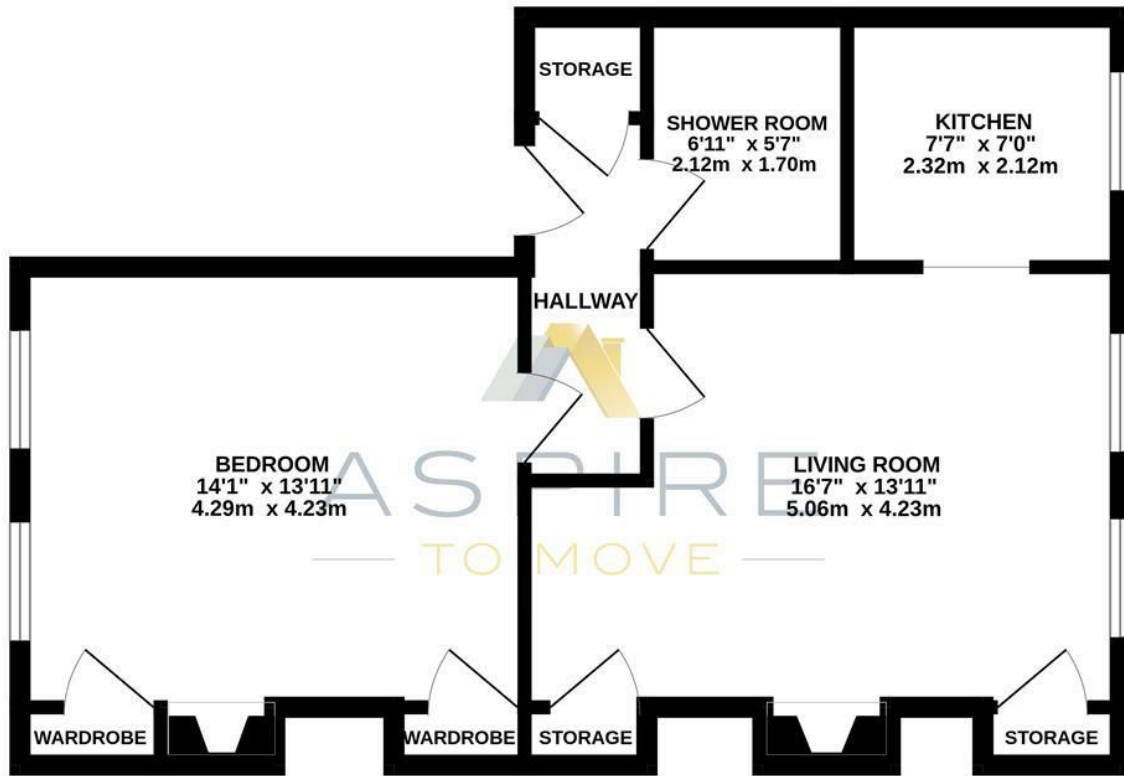 STORAGE
SHOWER ROOM
6'11" x 5'7"
2.12m x 1.70m
KITCHEN
7'7" x 7'0"
2.32m x 2.12m
HALLWAY
BEDROOM
14'1" x 13'11"
4.29m x 4.23m
LIVING ROOM
16'7" x 13'11"
5.06m x 4.23m
ASPIRE
TO MOVE
WARDROBE
WARDROBE
STORAGE
STORAGE